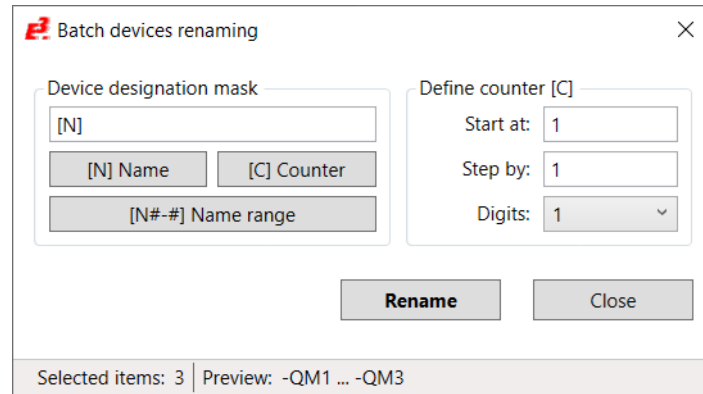 Batch devices renaming
Device designation mask
[N]
[N] Name
[C] Counter
[N#-#] Name range
Define counter [C]
Start at: 1
Step by: 1
Digits: 1
Rename
Close
Selected items: 3
Preview: -QM1 ... -QM3